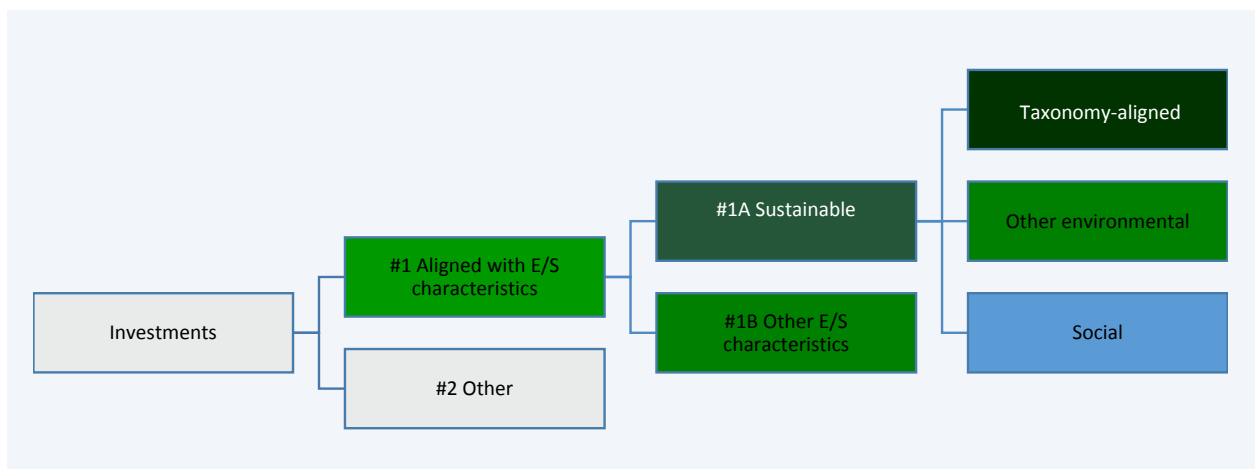 Investments
#1 Aligned with E/S
characteristics
#2 Other
#1A Sustainable
#1B Other E/S
characteristics
Taxonomy-aligned
Other environmental
Social